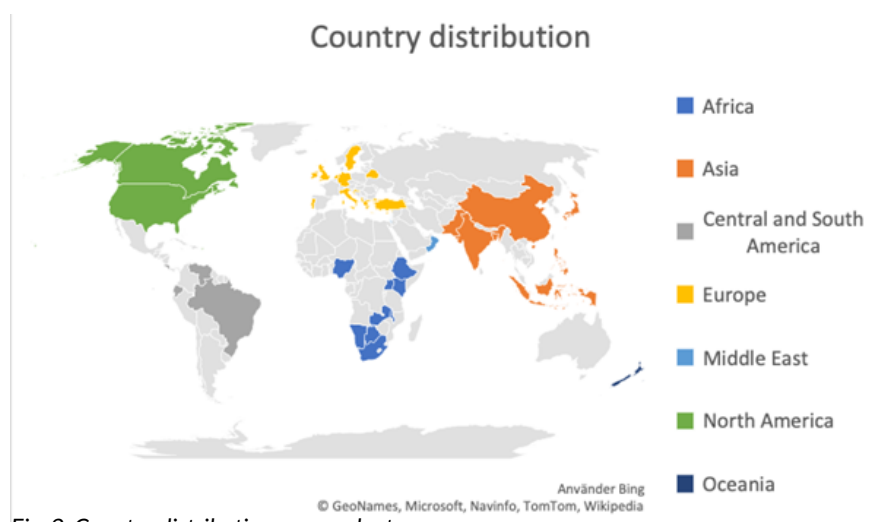 Country distribution
Africa
Asia
Central and South
America
Europe
Middle East
North America
Oceania
Använder Bing
© GeoNames, Microsoft, Navinfo, TomTom, Wikipedia